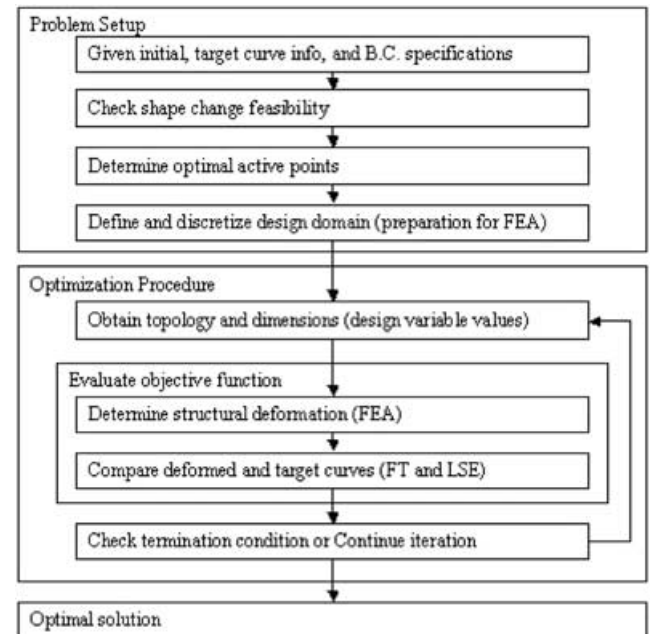 Problem Setup
Given initial, target curve info, and B.C. specifications
Check shape change feasibility
Determine optimal active points
Define and discretize design domain (preparation for FEA)
Optimization Procedure
Obtain topology and dimensions (design variable values)
Evaluate objective function
Determine structural deformation (FEA)
Compare deformed and target curves (FT and LSE)
Check termination condition or Continue iteration
Optimal solution